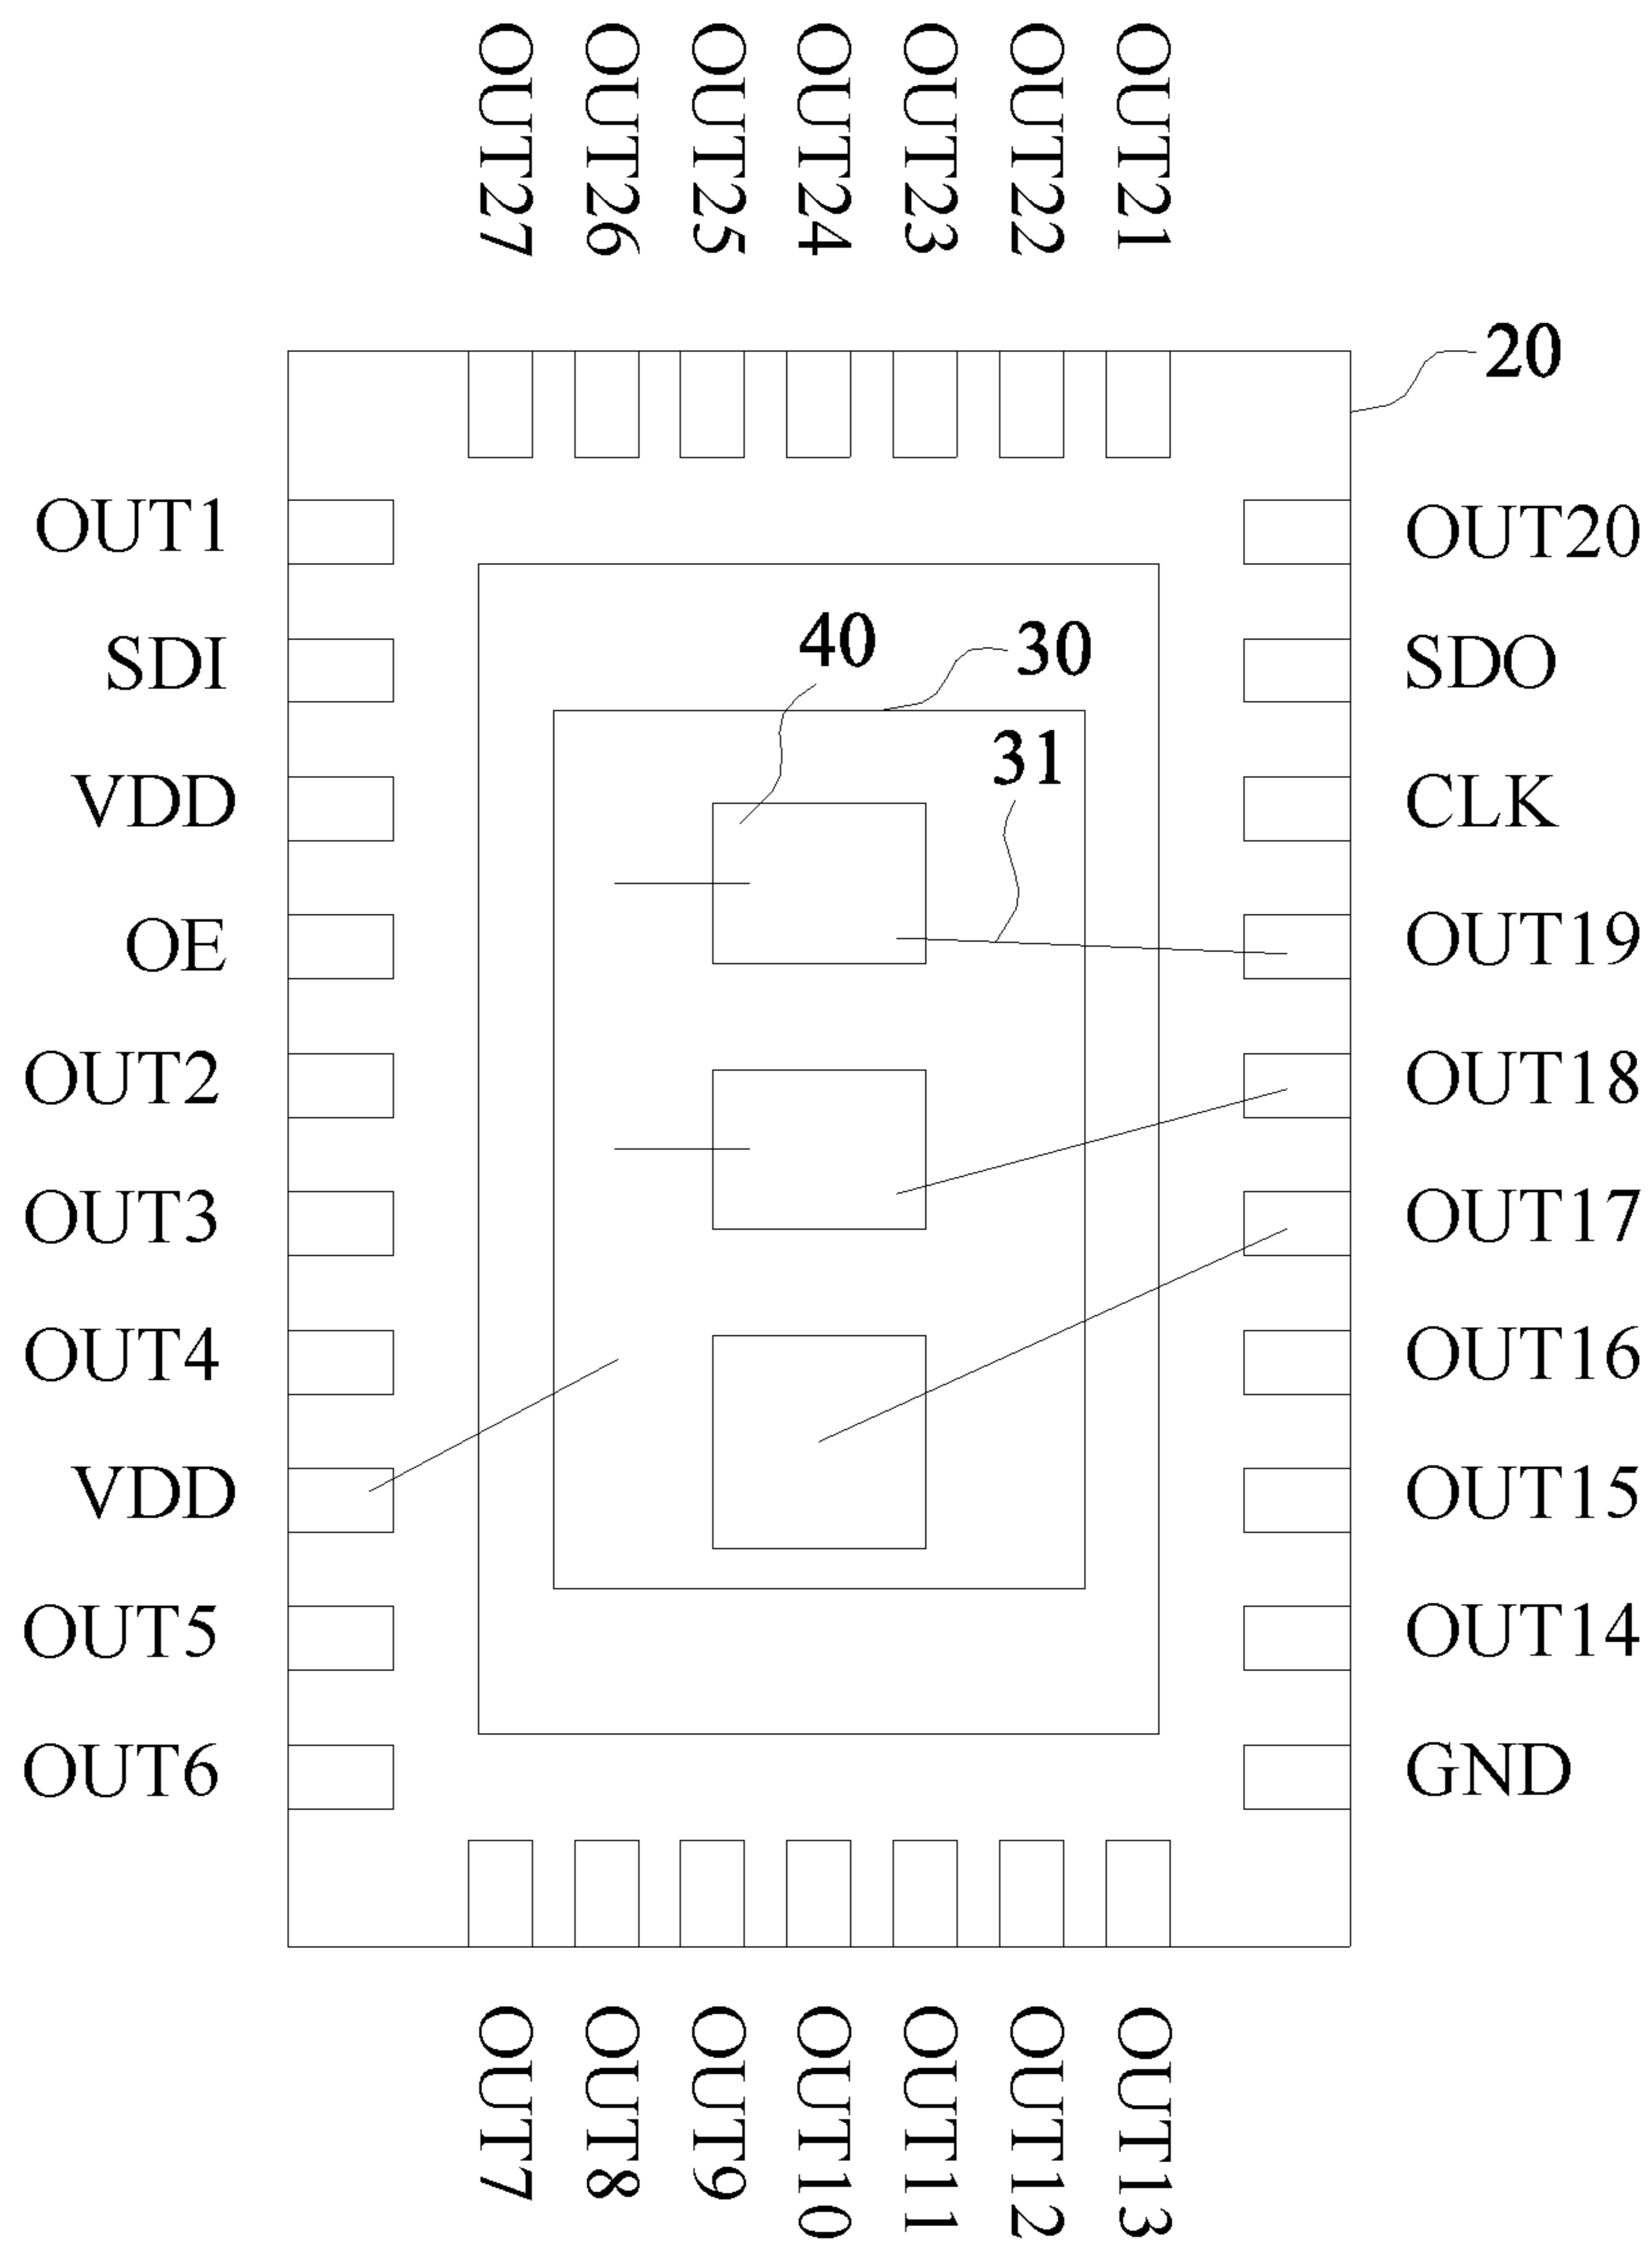 OUT27
OUT26
OUT25
OUT24
OUT23
OUT22
OUT21
20
OUT1
OUT20
40
30
SDI
SDO
31
VDD
CLK
OE
OUT19
OUT2
OUT18
OUT3
OUT17
OUT4
OUT16
VDD
OUT15
OUT5
OUT14
OUT6
GND
OUT7
OUT8
OUT9
OUT10
OUT11
OUT12
OUT13